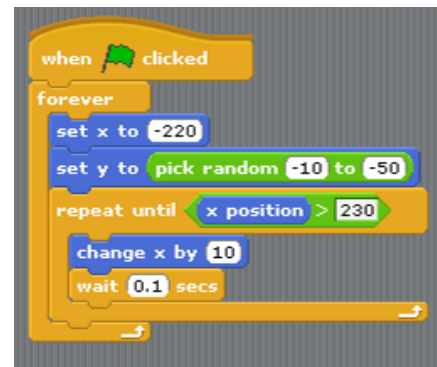 when clicked
forever
set x to -220
set y to pick random -10 to -50
repeat until x position > 230
change x by 10
wait 0.1 secs